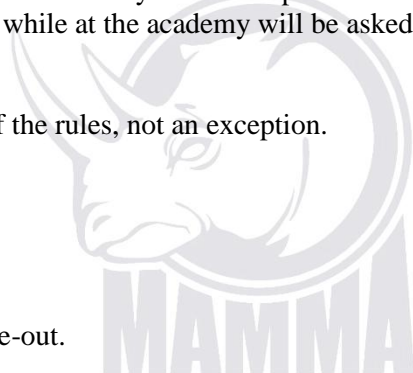 while at the academy will be asked
f the rules, not an exception.
e-out.
MAMMA